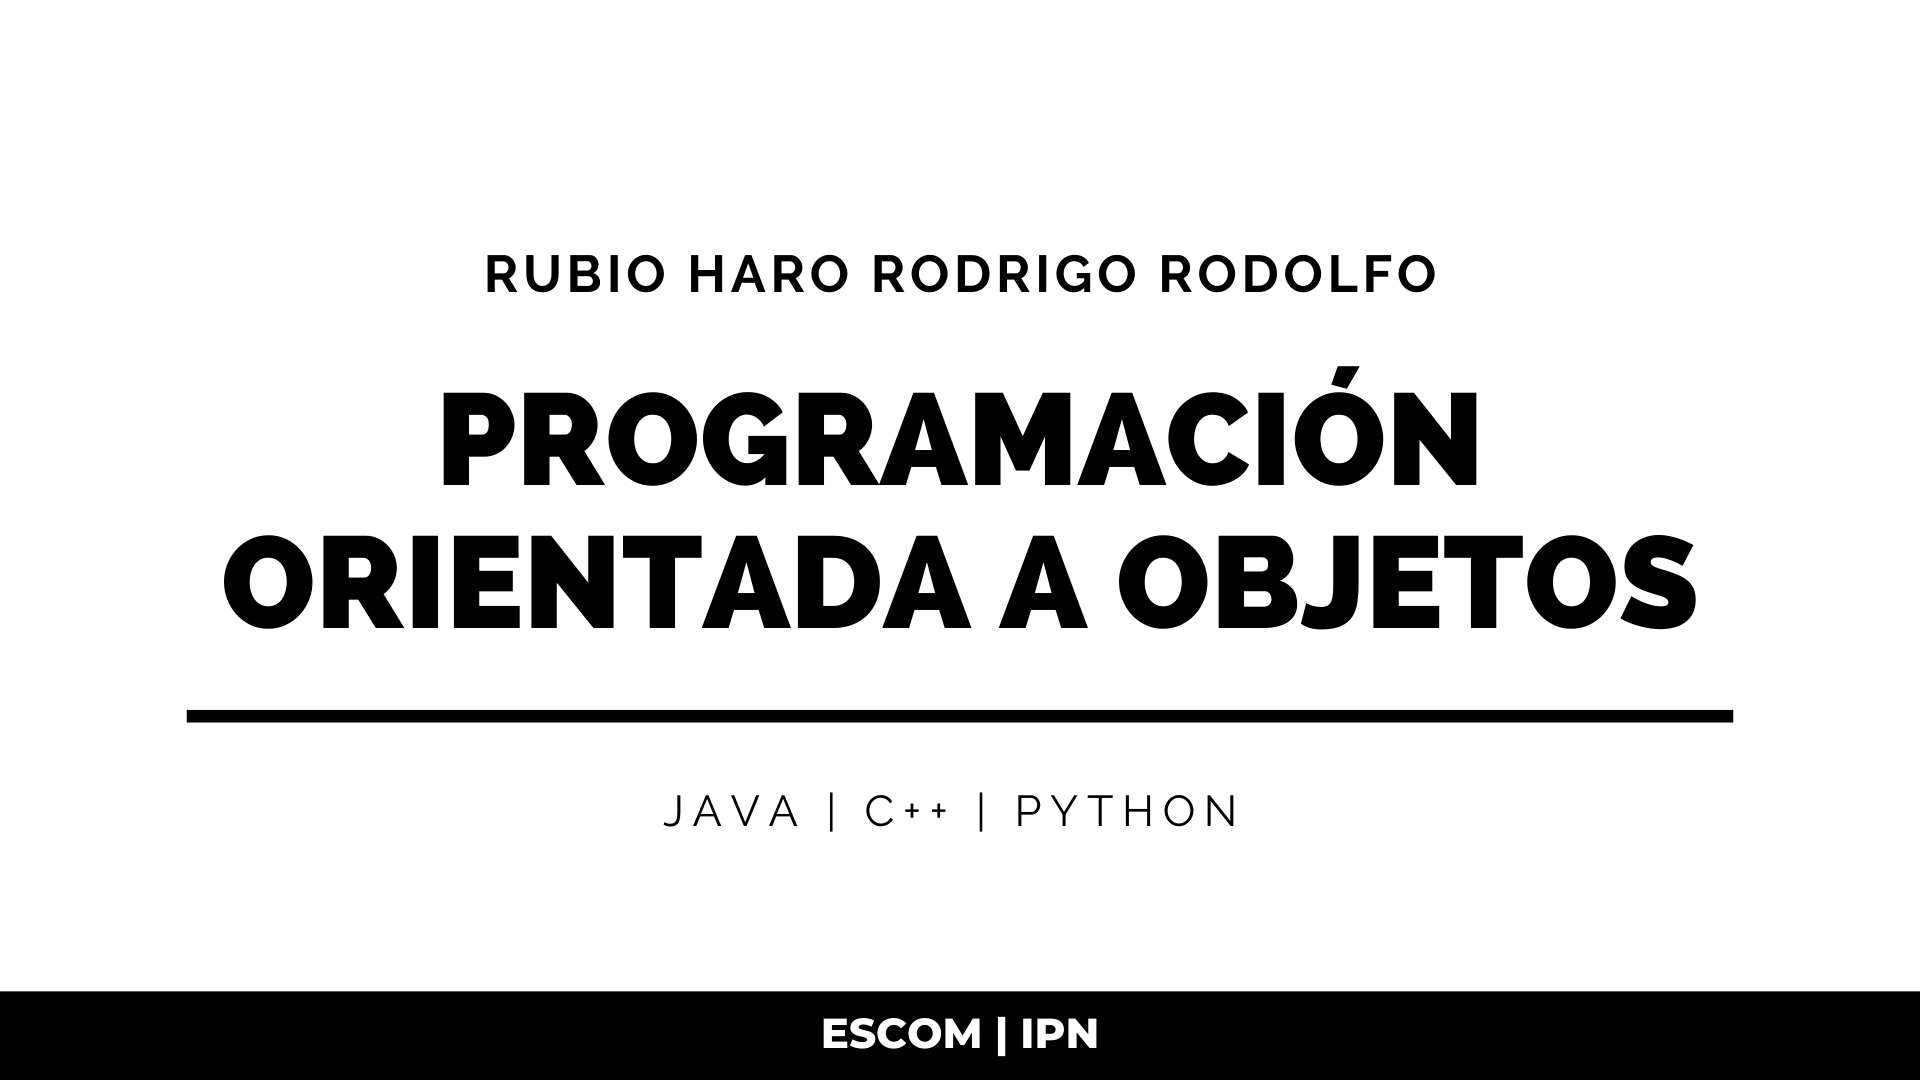 RUBIO HARO RODRIGO RODOLFO
PROGRAMACIÓN
ORIENTADA A OBJETOS
JAVA | C++ | PYTHON
ESCOM | IPN